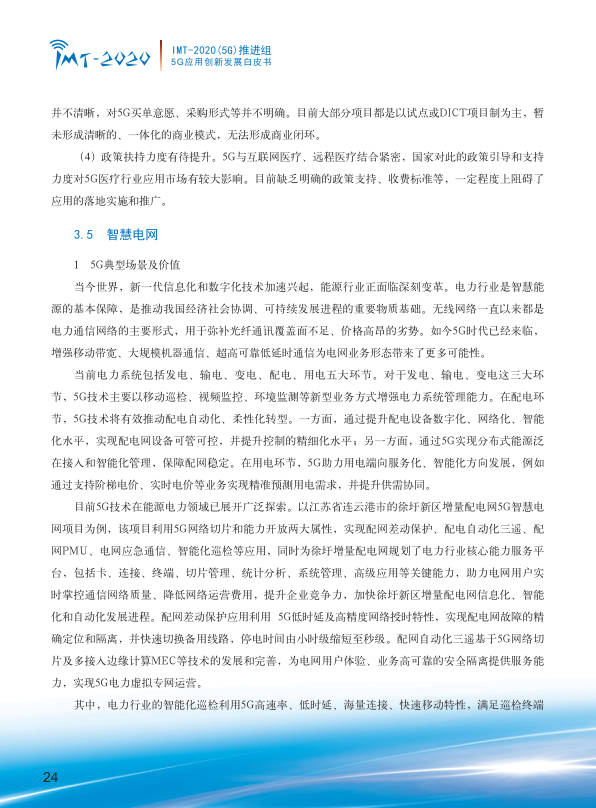 IMT-2020
IMT-2020(5G)推进组
5G应用创新发展白皮书
并不清晰，对5G买单意愿、采购形式等并不明确。目前大部分项目都是以试点或DICT项目制为主，暂
未形成清晰的、一体化的商业模式，无法形成商业闭环。
（4）政策扶持力度有待提升。5G与互联网医疗、远程医疗结合紧密，国家对此的政策引导和支持
力度对5G医疗行业应用市场有较大影响。目前缺乏明确的政策支持、收费标准等，一定程度上阻碍了
应用的落地实施和推广。
3.5 智慧电网
1 5G典型场景及价值
当今世界，新一代信息化和数字化技术加速兴起，能源行业正面临深刻变革。电力行业是智慧能
源的基本保障，是推动我国经济社会协调、可持续发展进程的重要物质基础。无线网络一直以来都是
电力通信网络的主要形式，用于弥补光纤通讯覆盖面不足、价格高昂的劣势。如今5G时代已经来临，
增强移动带宽、大规模机器通信、超高可靠低延时通信为电网业务形态带来了更多可能性。
当前电力系统包括发电、输电、变电、配电、用电五大环节。对于发电、输电、变电这三大环
节，5G技术主要以移动巡检、视频监控、环境监测等新型业务方式增强电力系统管理能力。在配电环
节，5G技术将有效推动配电自动化、柔性化转型。一方面，通过提升配电设备数字化、网络化、智能
化水平，实现配电网设备可管可控，并提升控制的精细化水平；另一方面，通过5G实现分布式能源泛
在接入和智能化管理，保障配网稳定。在用电环节，5G助力用电端向服务化、智能化方向发展，例如
通过支持阶梯电价、实时电价等业务实现精准预测用电需求，并提升供需协同。
目前5G技术在能源电力领域已展开广泛探索。以江苏省连云港市的徐圩新区增量配电网5G智慧电
网项目为例，该项目利用5G网络切片和能力开放两大属性，实现配网差动保护、配电自动化三遥、配
网PMU、电网应急通信、智能化巡检等应用，同时为徐圩增量配电网规划了电力行业核心能力服务平
台，包括卡、连接、终端、切片管理、统计分析、系统管理、高级应用等关键能力，助力电网用户实
时掌控通信网络质量、降低网络运营费用，提升企业竞争力，加快徐圩新区增量配电网信息化、智能
化和自动化发展进程。配网差动保护应用利用 5G低时延及高精度网络授时特性，实现配电网故障的精
确定位和隔离，并快速切换备用线路，停电时间由小时级缩短至秒级。配网自动化三遥基于5G网络切
片及多接入边缘计算MEC等技术的发展和完善，为电网用户体验、业务高可靠的安全隔离提供服务能
力，实现5G电力虚拟专网运营。
其中，电力行业的智能化巡检利用5G高速率、低时延、海量连接、快速移动特性，满足巡检终端
24